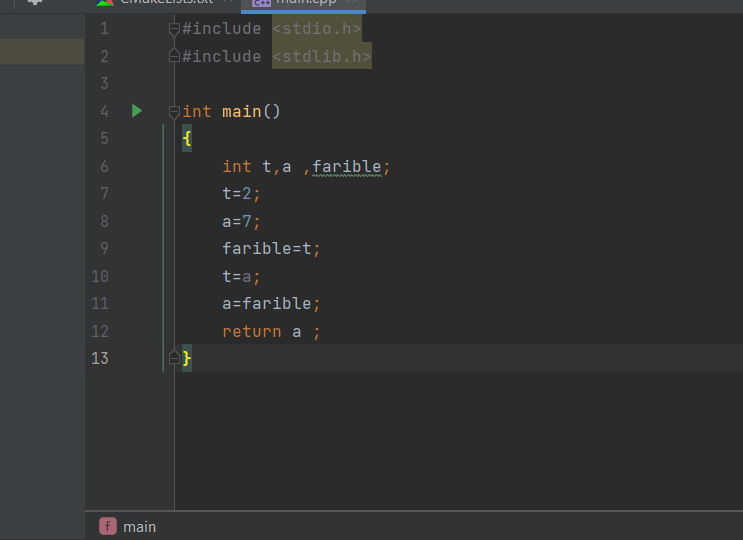 CMakeLists.txt main.cpp
1 #include <stdio.h>
2 #include <stdlib.h>
3
4 int main()
5 {
6 int t,a ,farible;
7 t=2;
8 a=7;
9 farible=t;
10 t=a;
11 a=farible;
12 return a ;
13 }
f main